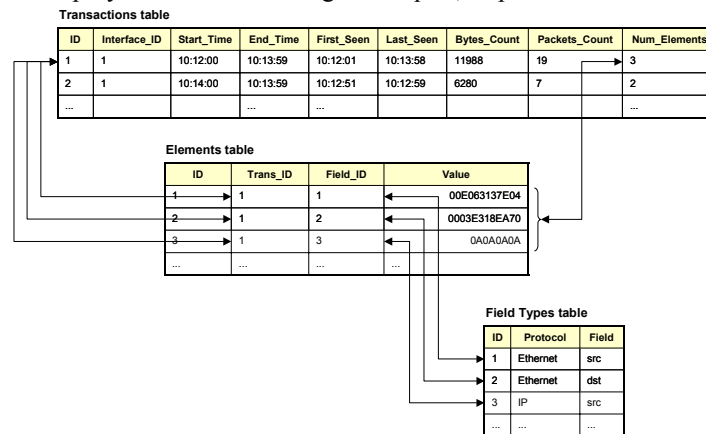 Transactions table
ID Interface_ID Start_Time End_Time First_Seen Last_Seen Bytes_Count Packets_Count Num_Elements
1 1 10:12:00 10:13:59 10:12:01 10:13:58 11988 19 3
2 1 10:14:00 10:13:59 10:12:51 10:12:59 6280 7 2
... ... ...
Elements table
ID Trans_ID Field_ID Value
1 1 1 00E063137E04
2 1 2 0003E318EA70
3 1 3 0A0A0A0A
... ... ... ...
Field Types table
ID Protocol Field
1 Ethernet src
2 Ethernet dst
3 IP src
... ... ...